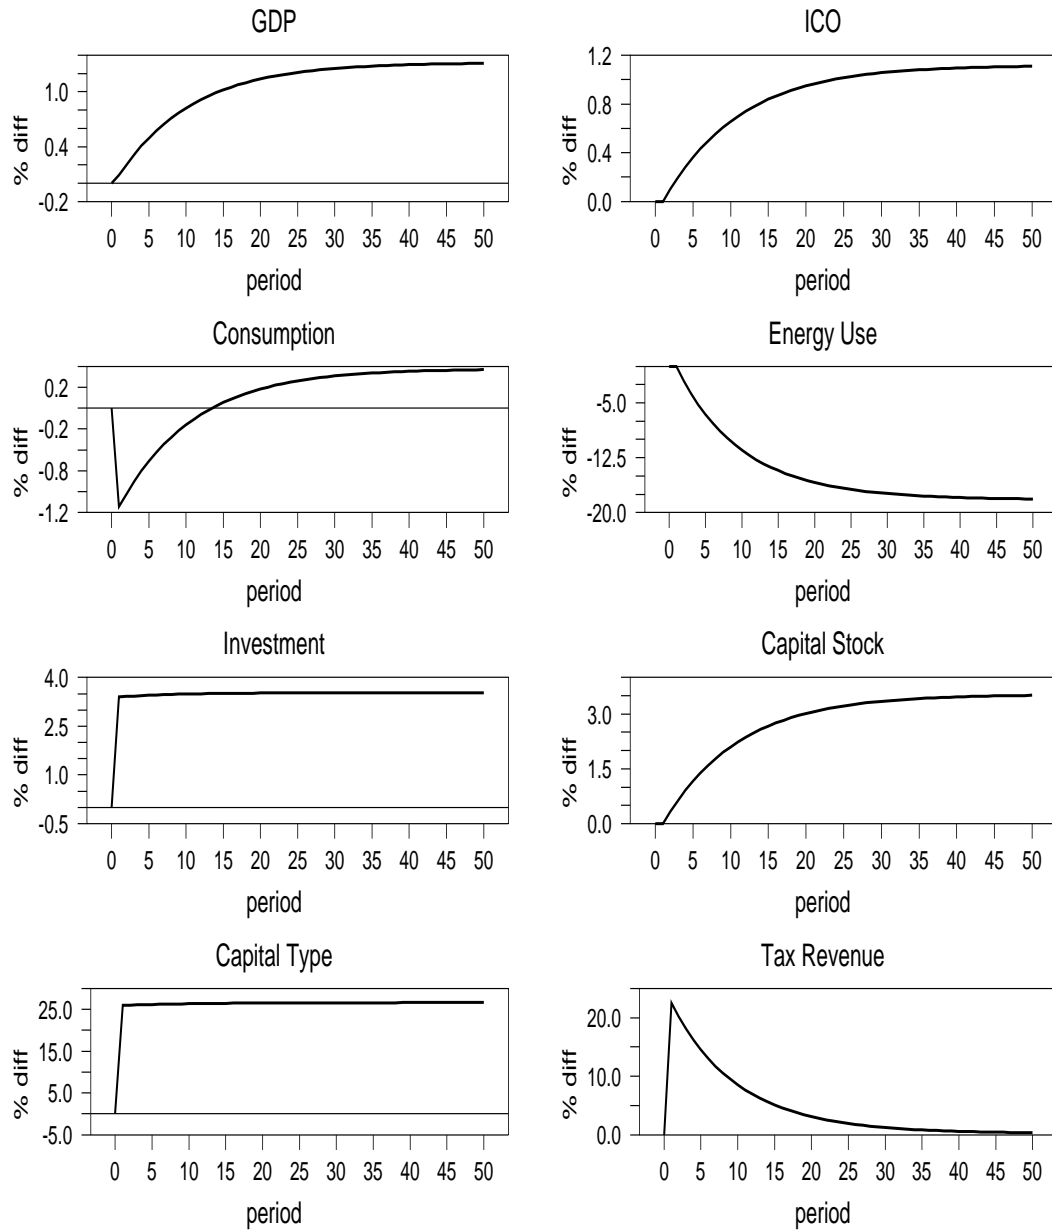 GDP
% diff
1.0
0.4
-0.2
0 5 10 15 20 25 30 35 40 45 50
period
ICO
% diff
1.2
0.8
0.4
0.0
0 5 10 15 20 25 30 35 40 45 50
period
Consumption
% diff
0.2
-0.2
-0.8
-1.2
0 5 10 15 20 25 30 35 40 45 50
period
Energy Use
% diff
-5.0
-12.5
-20.0
0 5 10 15 20 25 30 35 40 45 50
period
Investment
% diff
4.0
2.5
1.0
-0.5
0 5 10 15 20 25 30 35 40 45 50
period
Capital Stock
% diff
3.0
1.5
0.0
0 5 10 15 20 25 30 35 40 45 50
period
Capital Type
% diff
25.0
15.0
5.0
-5.0
0 5 10 15 20 25 30 35 40 45 50
period
Tax Revenue
% diff
20.0
10.0
0.0
0 5 10 15 20 25 30 35 40 45 50
period